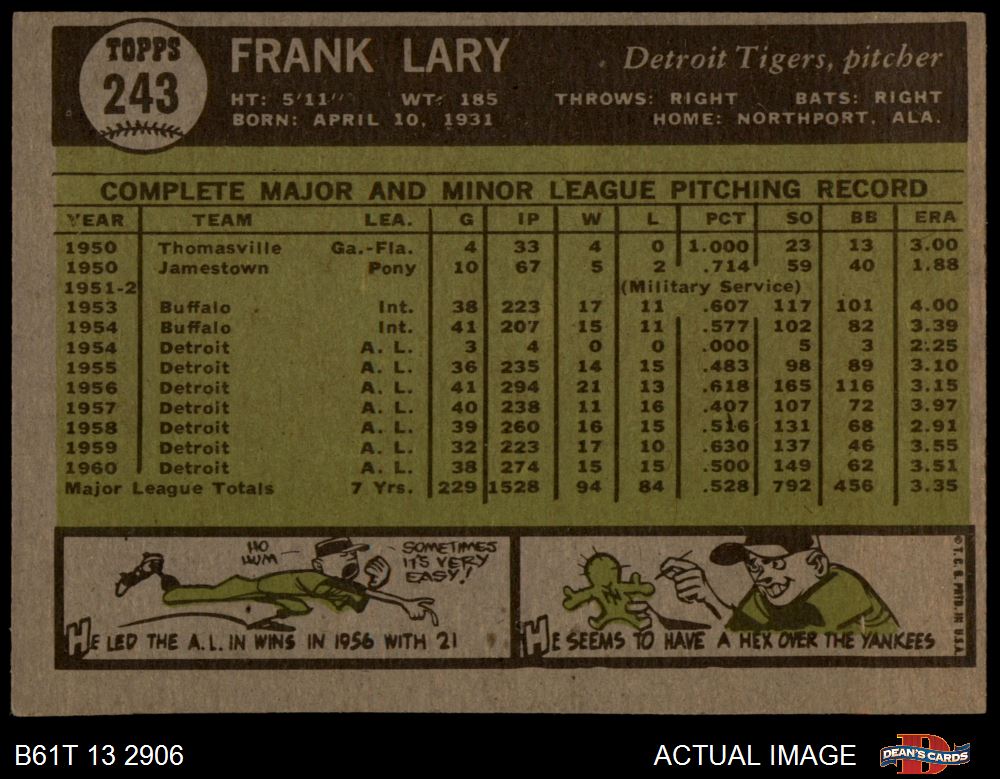 TOPPS
243
FRANK LARY
Detroit Tigers, pitcher
HT: 5'11" WT: 185 THROWS: RIGHT BATS: RIGHT
BORN: APRIL 10, 1931 HOME: NORTHPORT, ALA.
COMPLETE MAJOR AND MINOR LEAGUE PITCHING RECORD
YEAR TEAM LEA. G IP W L PCT SO BB ERA
1950 Thomasville Ga.-Fla. 4 33 4 0 1.000 23 13 3.00
1950 Jamestown Pony 10 67 5 2 .714 59 40 1.88
1951-2 (Military Service)
1953 Buffalo Int. 38 223 17 11 .607 117 101 4.00
1954 Buffalo Int. 41 207 15 11 .577 102 82 3.39
1954 Detroit A. L. 3 4 0 0 .000 5 3 2.25
1955 Detroit A. L. 36 235 14 15 .483 98 89 3.10
1956 Detroit A. L. 41 294 21 13 .618 165 116 3.15
1957 Detroit A. L. 40 238 11 16 .407 107 72 3.97
1958 Detroit A. L. 39 260 16 15 .516 131 68 2.91
1959 Detroit A. L. 32 223 17 10 .630 137 46 3.55
1960 Detroit A. L. 38 274 15 15 .500 149 62 3.51
Major League Totals 7 Yrs. 229 1528 94 84 .528 792 456 3.35
HO
HUM
SOMETIMES
IT'S VERY
EASY!
HE LED THE A.L. IN WINS IN 1956 WITH 21
NY
HE SEEMS TO HAVE A HEX OVER THE YANKEES
© T. C. G. PRTD. IN U.S.A.
B61T 13 2906
ACTUAL IMAGE
D
DEAN'S CARDS